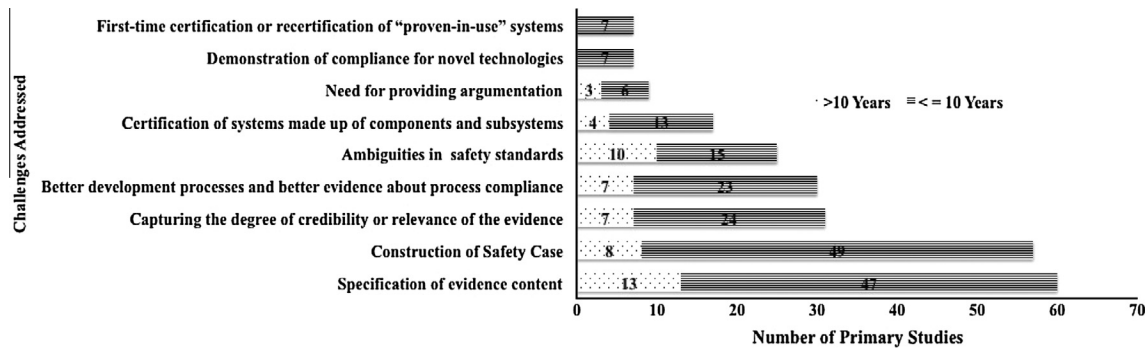 First-time certification or recertification of “proven-in-use” systems 7
Demonstration of compliance for novel technologies 7
Need for providing argumentation 3 6
>10 Years < = 10 Years
Certification of systems made up of components and subsystems 4 13
Ambiguities in safety standards 10 15
Better development processes and better evidence about process compliance 7 23
Capturing the degree of credibility or relevance of the evidence 7 24
Construction of Safety Case 8 49
Specification of evidence content 13 47
Challenges Addressed
0 10 20 30 40 50 60 70
Number of Primary Studies